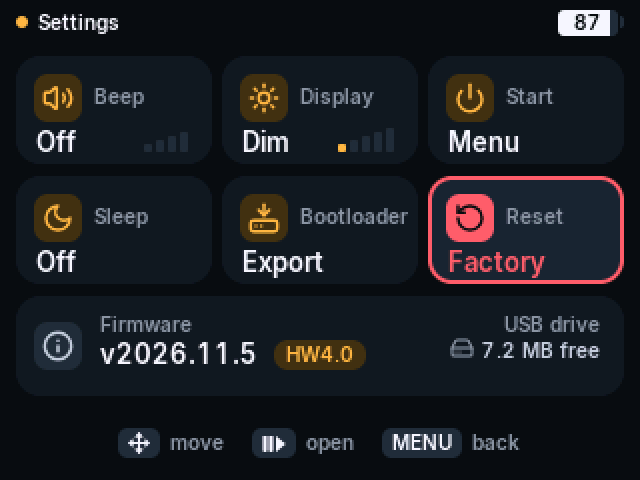 Settings
87
Beep
Off
Display
Dim
Start
Menu
Sleep
Off
Bootloader
Export
Reset
Factory
Firmware
v2026.11.5 HW4.0
USB drive
7.2 MB free
move open MENU back